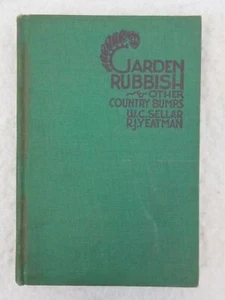 GARDEN
RUBBISH
& OTHER
COUNTRY BUMPS
W.C. SELLAR
R.J. YEATMAN